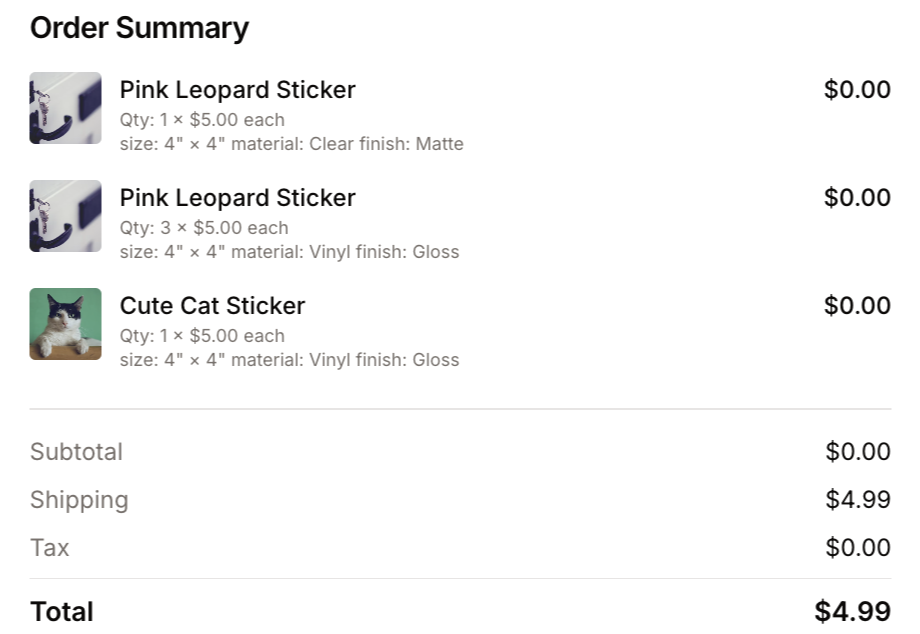 Order Summary
Pink Leopard Sticker $0.00
Qty: 1 × $5.00 each
size: 4" × 4" material: Clear finish: Matte
Pink Leopard Sticker $0.00
Qty: 3 × $5.00 each
size: 4" × 4" material: Vinyl finish: Gloss
Cute Cat Sticker $0.00
Qty: 1 × $5.00 each
size: 4" × 4" material: Vinyl finish: Gloss
Subtotal $0.00
Shipping $4.99
Tax $0.00
Total $4.99